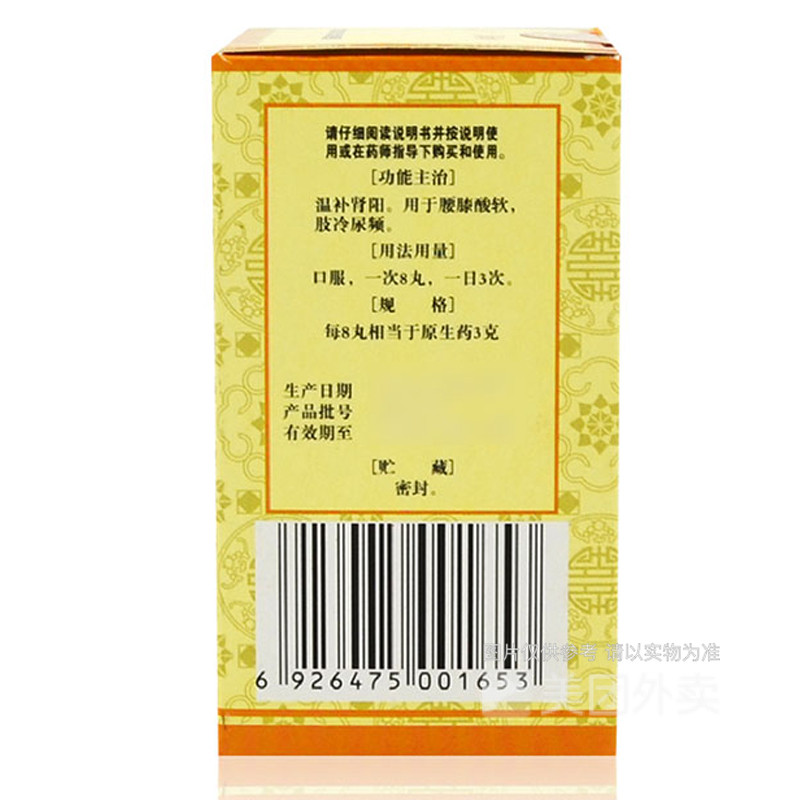 请仔细阅读说明书并按说明使
用或在药师指导下购买和使用。
[功能主治]
温补肾阳。用于腰膝酸软，
肢冷尿频。
[用法用量]
口服，一次8丸，一日3次。
[规 格]
每8丸相当于原生药3克
生产日期
产品批号
有效期至
[贮 藏]
密封。
图片仅供参考 请以实物为准
美团外卖
6 926475 001653